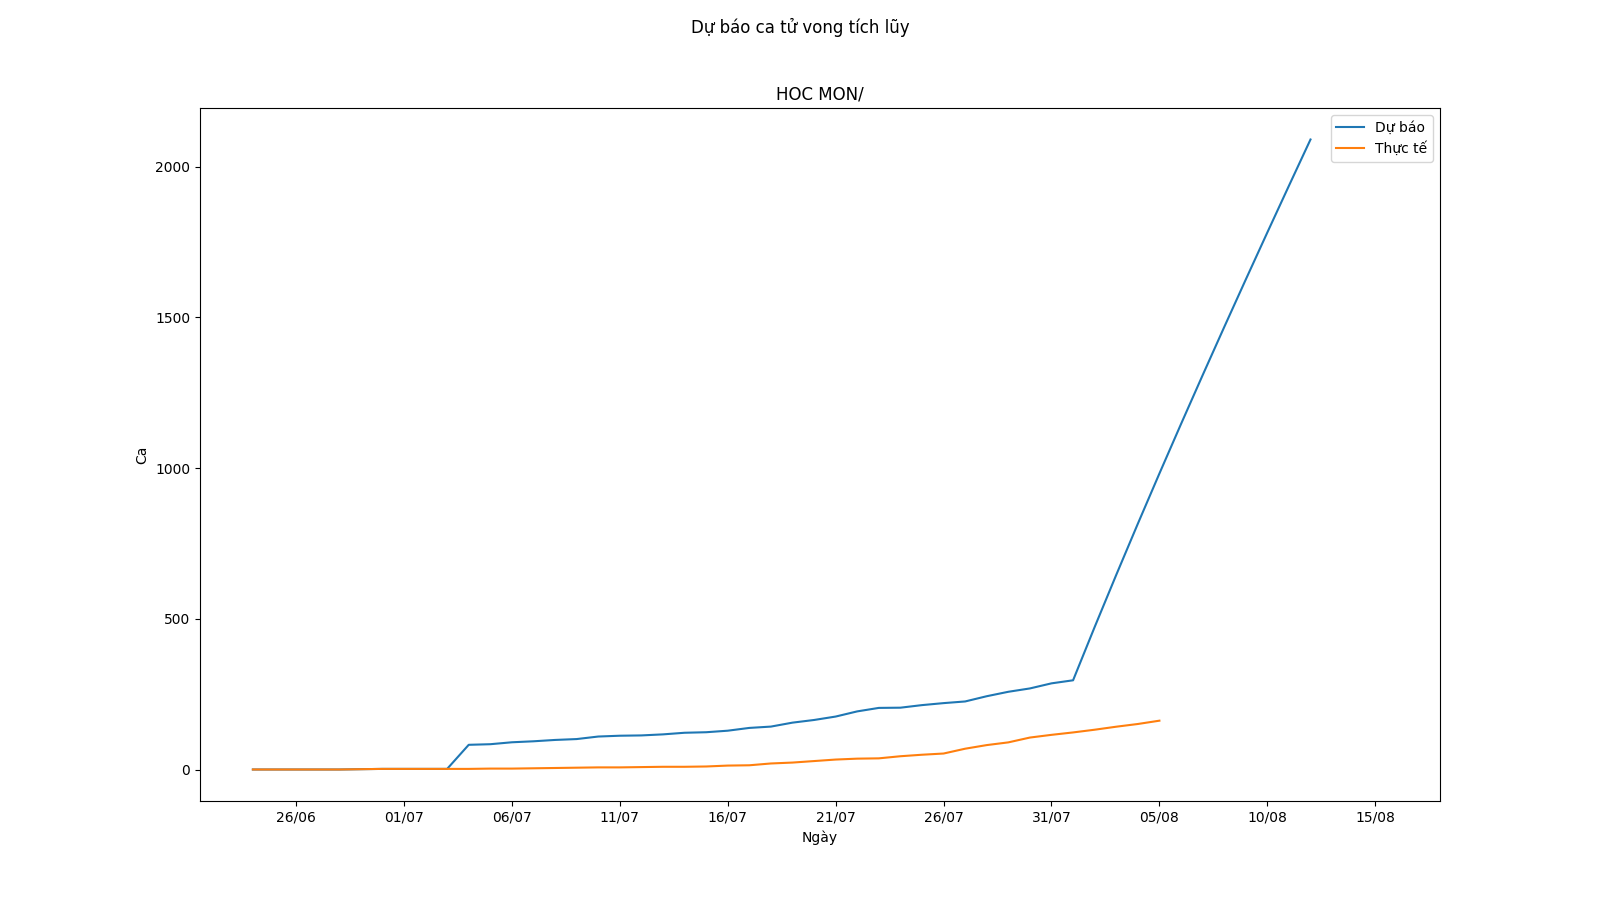 Dự báo ca tử vong tích lũy
HOC MON/
Dự báo
Thực tế
2000
1500
1000
500
0
Ca
26/06 01/07 06/07 11/07 16/07 21/07 26/07 31/07 05/08 10/08 15/08
Ngày